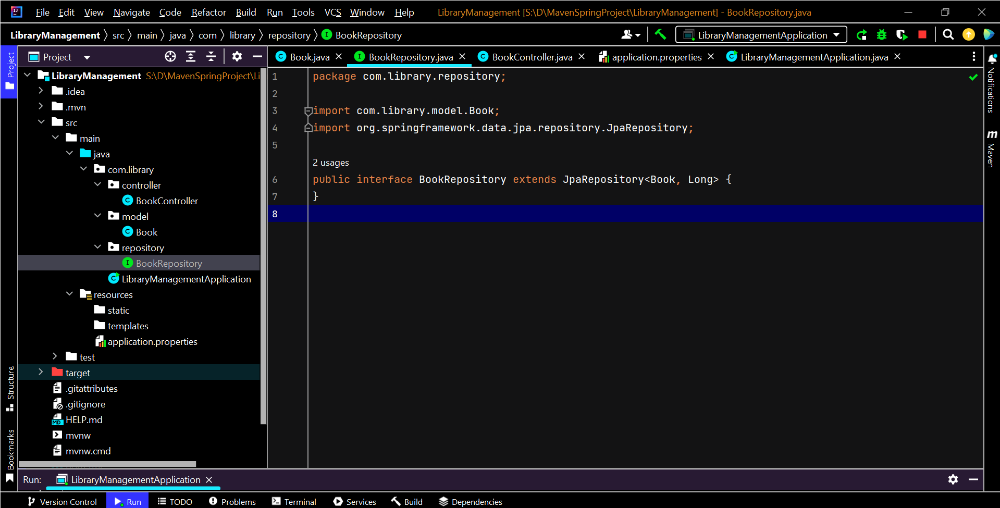 File Edit View Navigate Code Refactor Build Run Tools VCS Window Help LibraryManagement [S:\D\MavenSpringProject\LibraryManagement] - BookRepository.java
LibraryManagement src main java com library repository I BookRepository LibraryManagementApplication
Project
Project
C Book.java I BookRepository.java C BookController.java application.properties C LibraryManagementApplication.java
LibraryManagement S:\D\MavenSpringProject\Li
.idea
.mvn
src
main
java
com.library
controller
C BookController
model
C Book
repository
I BookRepository
C LibraryManagementApplication
resources
static
templates
application.properties
test
target
.gitattributes
.gitignore
MD HELP.md
mvnw
mvnw.cmd
Structure
Bookmarks
1 package com.library.repository;
2
3 import com.library.model.Book;
4 import org.springframework.data.jpa.repository.JpaRepository;
5
2 usages
6 public interface BookRepository extends JpaRepository<Book, Long> {
7 }
8
Notifications
m Maven
Run: LibraryManagementApplication
Version Control Run TODO Problems Terminal Services Build Dependencies